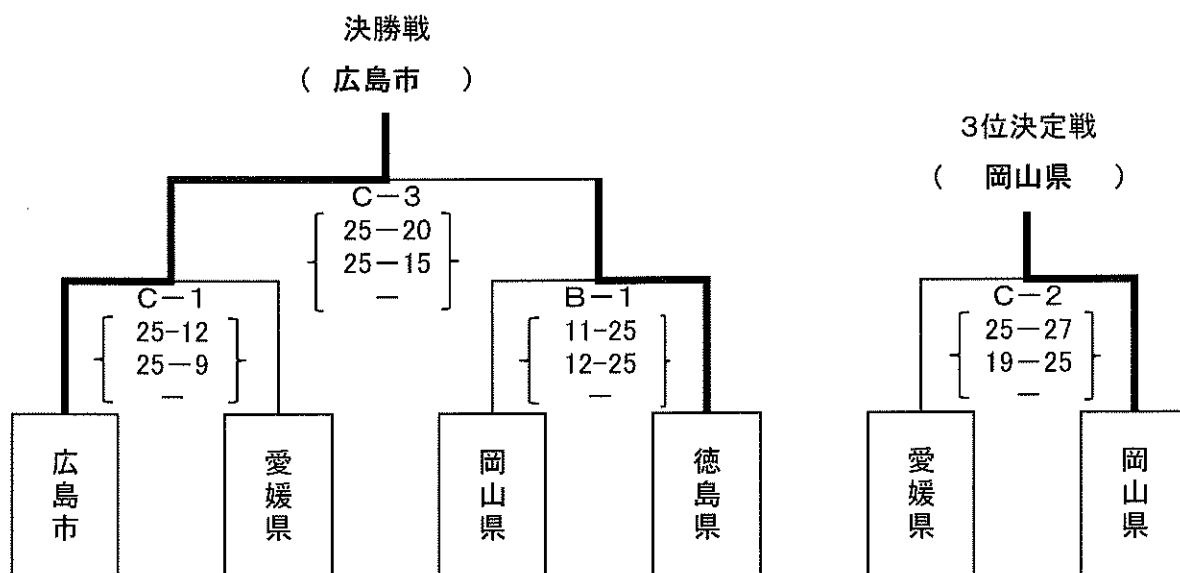 決勝戦
( 広島市 )
3位決定戦
( 岡山県 )
C-3
25-20
25-15
-
C-1
25-12
25-9
-
B-1
11-25
12-25
-
C-2
25-27
19-25
-
広島市
愛媛県
岡山県
徳島県
愛媛県
岡山県